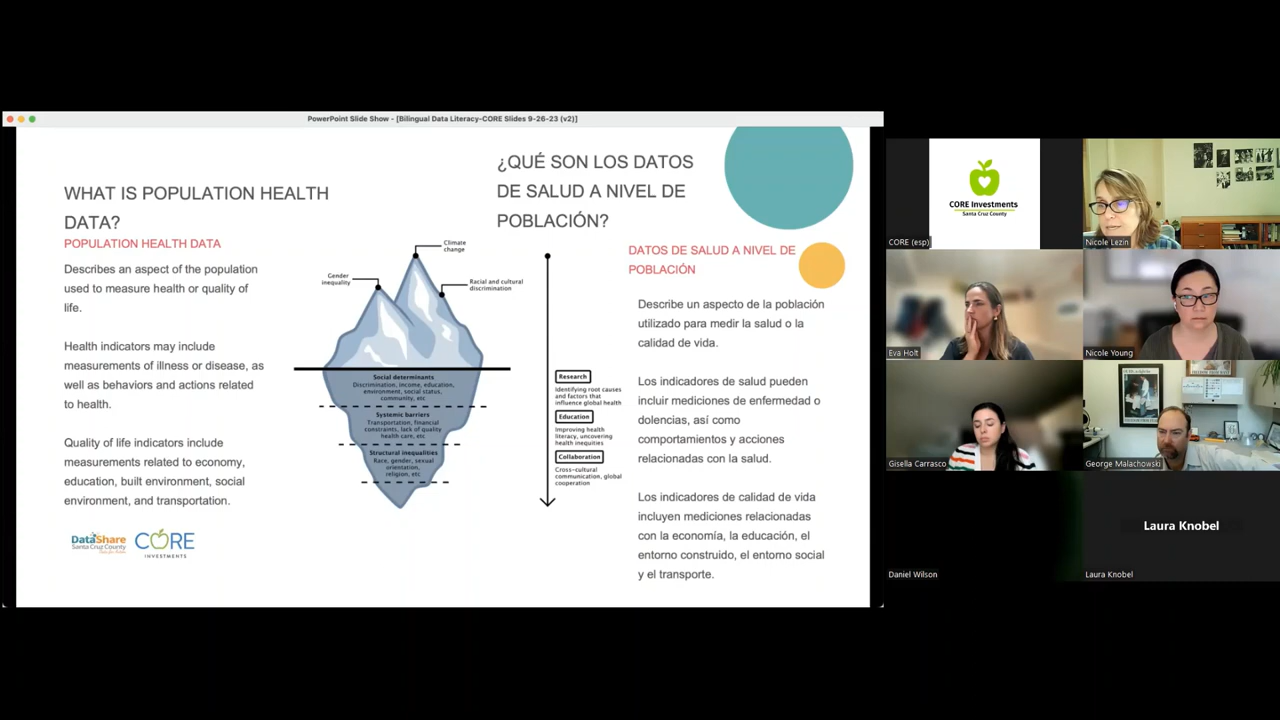 PowerPoint Slide Show - [Bilingual Data Literacy-CORE Slides 9-26-23 (v2)]
WHAT IS POPULATION HEALTH
DATA?
POPULATION HEALTH DATA
Describes an aspect of the population
used to measure health or quality of
life.
Health indicators may include
measurements of illness or disease, as
well as behaviors and actions related
to health.
Quality of life indicators include
measurements related to economy,
education, built environment, social
environment, and transportation.
DataShare
Santa Cruz County
CORE
INVESTMENTS
Climate
change
Gender
inequality
Racial and cultural
discrimination
Social determinants
Discrimination, income, education,
environment, social status,
community, etc
Systemic barriers
Transportation, financial
constraints, lack of quality
health care, etc
Structural inequalities
Race, gender, sexual
orientation,
religion, etc
Research
Identifying root causes
and factors that
influence global health
Education
Improving health
literacy, uncovering
health inequities
Collaboration
Cross-cultural
communication, global
cooperation
¿QUÉ SON LOS DATOS
DE SALUD A NIVEL DE
POBLACIÓN?
DATOS DE SALUD A NIVEL DE
POBLACIÓN
Describe un aspecto de la población
utilizado para medir la salud o la
calidad de vida.
Los indicadores de salud pueden
incluir mediciones de enfermedad o
dolencias, así como
comportamientos y acciones
relacionadas con la salud.
Los indicadores de calidad de vida
incluyen mediciones relacionadas
con la economía, la educación, el
entorno construido, el entorno social
y el transporte.
CORE Investments
Santa Cruz County
CORE (esp)
Nicole Lezin
Eva Holt
Nicole Young
Gisella Carrasco
George Malachowski
Daniel Wilson
Laura Knobel
Laura Knobel